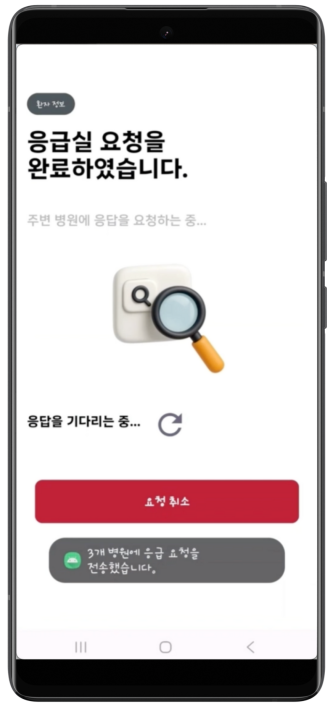 환자 정보
응급실 요청을
완료하였습니다.
주변 병원에 응답을 요청하는 중...
응답을 기다리는 중...
요청 취소
3개 병원에 응급 요청을
전송했습니다.